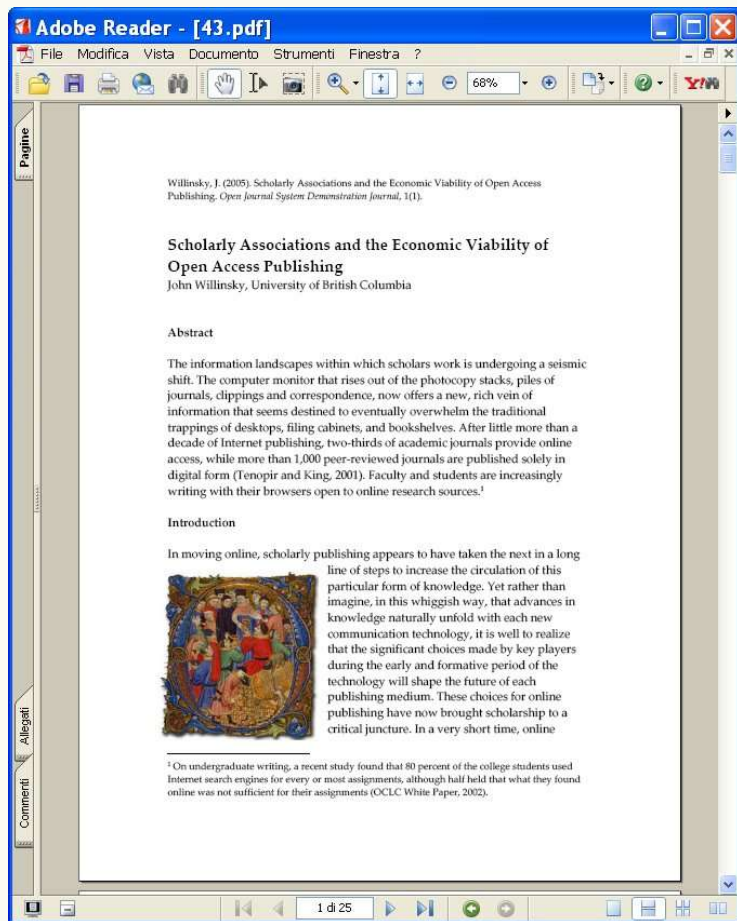 Adobe Reader - [43.pdf]
File Modifica Vista Documento Strumenti Finestra ?
68%
Y!
Pagine
Willinsky, J. (2005). Scholarly Associations and the Economic Viability of Open Access
Publishing. Open Journal System Demonstration Journal, 1(1).
Scholarly Associations and the Economic Viability of
Open Access Publishing
John Willinsky, University of British Columbia
Abstract
The information landscapes within which scholars work is undergoing a seismic
shift. The computer monitor that rises out of the photocopy stacks, piles of
journals, clippings and correspondence, now offers a new, rich vein of
information that seems destined to eventually overwhelm the traditional
trappings of desktops, filing cabinets, and bookshelves. After little more than a
decade of Internet publishing, two-thirds of academic journals provide online
access, while more than 1,000 peer-reviewed journals are published solely in
digital form (Tenopir and King, 2001). Faculty and students are increasingly
writing with their browsers open to online research sources.¹
Introduction
In moving online, scholarly publishing appears to have taken the next in a long
line of steps to increase the circulation of this
particular form of knowledge. Yet rather than
imagine, in this whiggish way, that advances in
knowledge naturally unfold with each new
communication technology, it is well to realize
that the significant choices made by key players
during the early and formative period of the
technology will shape the future of each
publishing medium. These choices for online
publishing have now brought scholarship to a
critical juncture. In a very short time, online
¹ On undergraduate writing, a recent study found that 80 percent of the college students used
Internet search engines for every or most assignments, although half held that what they found
online was not sufficient for their assignments (OCLC White Paper, 2002).
Allegati
Commenti
1 di 25